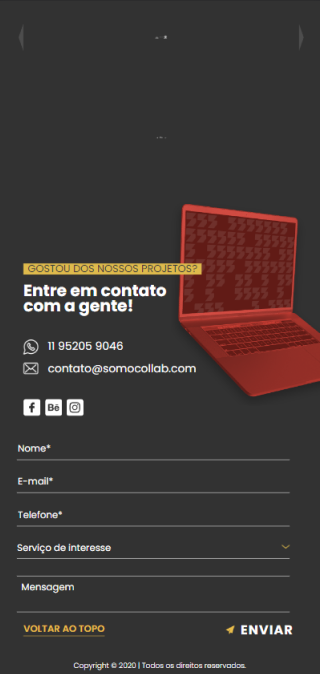 GOSTOU DOS NOSSOS PROJETOS?
Entre em contato
com a gente!
11 95205 9046
contato@somocollab.com
Bē
Nome*
E-mail*
Telefone*
Serviço de interesse
Mensagem
VOLTAR AO TOPO
ENVIAR
Copyright © 2020 | Todos os direitos reservados.